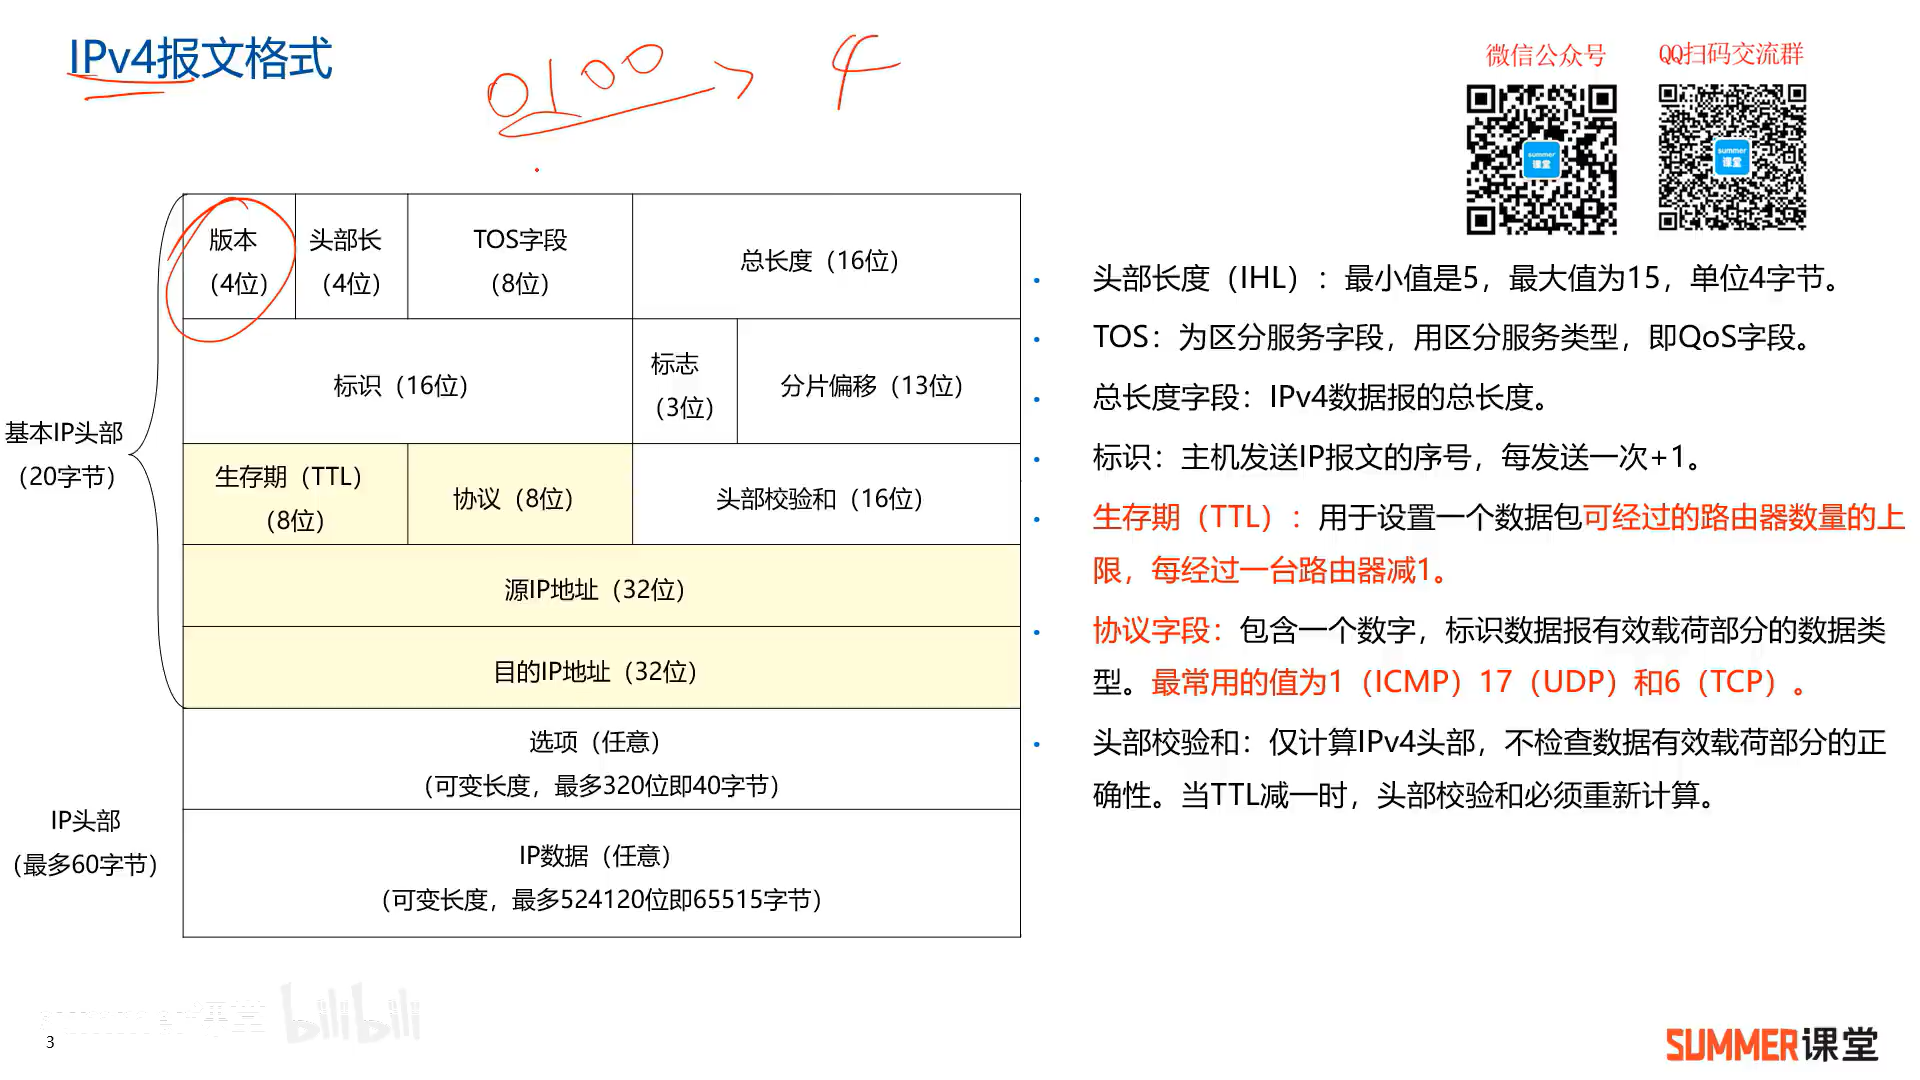 IPv4报文格式
0100
4
微信公众号
QQ扫码交流群
summer
课堂
summer
课堂
版本
（4位）
头部长
（4位）
TOS字段
（8位）
总长度（16位）
标识（16位）
标志
（3位）
分片偏移（13位）
基本IP头部
（20字节）
生存期（TTL）
（8位）
协议（8位）
头部校验和（16位）
源IP地址（32位）
目的IP地址（32位）
选项（任意）
（可变长度，最多320位即40字节）
IP头部
（最多60字节）
IP数据（任意）
（可变长度，最多524120位即65515字节）
• 头部长度（IHL）：最小值是5，最大值为15，单位4字节。
• TOS：为区分服务字段，用区分服务类型，即QoS字段。
• 总长度字段：IPv4数据报的总长度。
• 标识：主机发送IP报文的序号，每发送一次+1。
• 生存期（TTL）：用于设置一个数据包可经过的路由器数量的上
限，每经过一台路由器减1。
• 协议字段：包含一个数字，标识数据报有效载荷部分的数据类
型。最常用的值为1（ICMP）17（UDP）和6（TCP）。
• 头部校验和：仅计算IPv4头部，不检查数据有效载荷部分的正
确性。当TTL减一时，头部校验和必须重新计算。
summer课堂 bilibili
3
SUMMER课堂